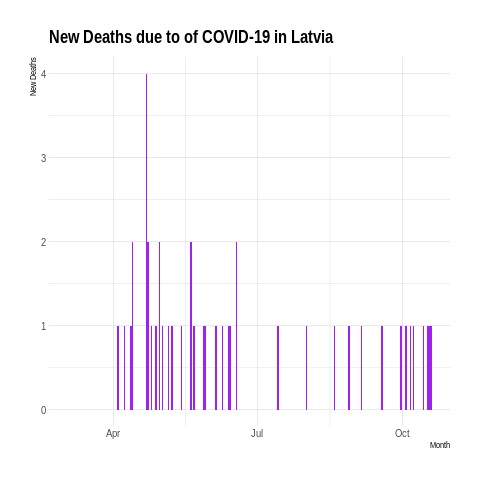 New Deaths due to of COVID-19 in Latvia
New Deaths
4
3
2
1
0
Apr
Jul
Oct
Month